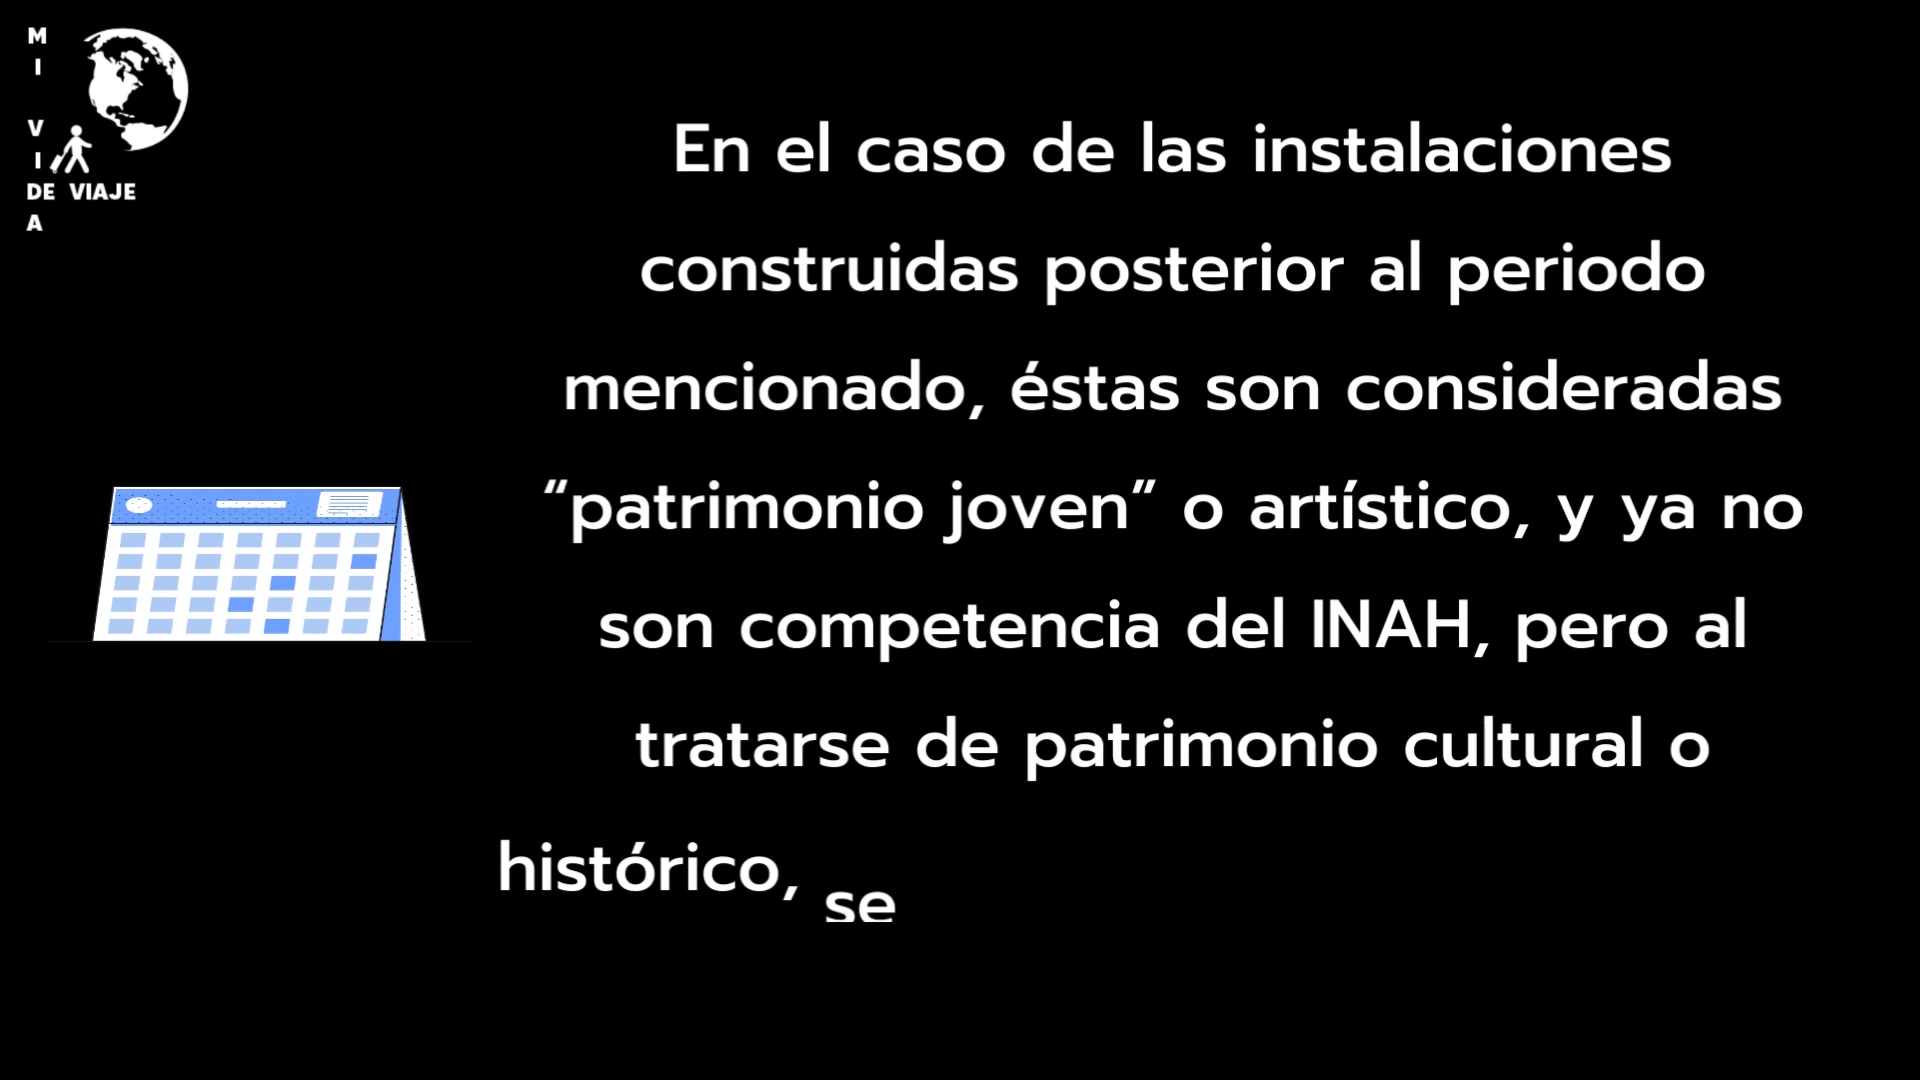 MI VIDA
DE VIAJE
En el caso de las instalaciones
construidas posterior al periodo
mencionado, éstas son consideradas
“patrimonio joven” o artístico, y ya no
son competencia del INAH, pero al
tratarse de patrimonio cultural o
histórico, se